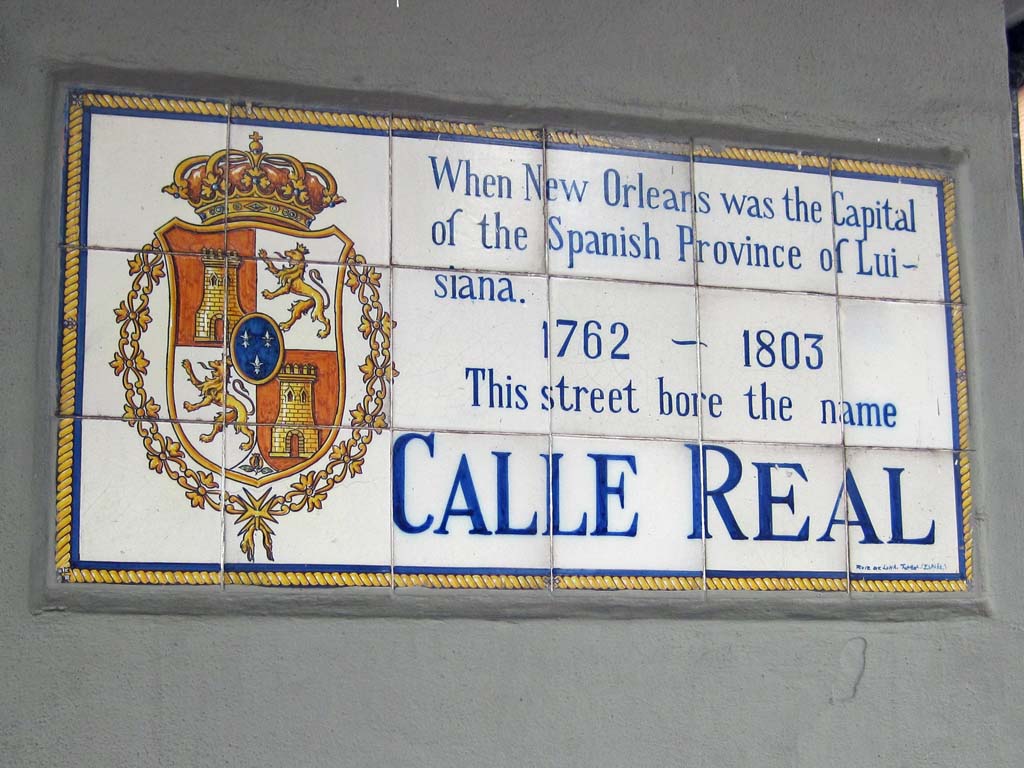 When New Orleans was the Capital
of the Spanish Province of Lui-
siana.
1762 - 1803
This street bore the name
CALLE REAL